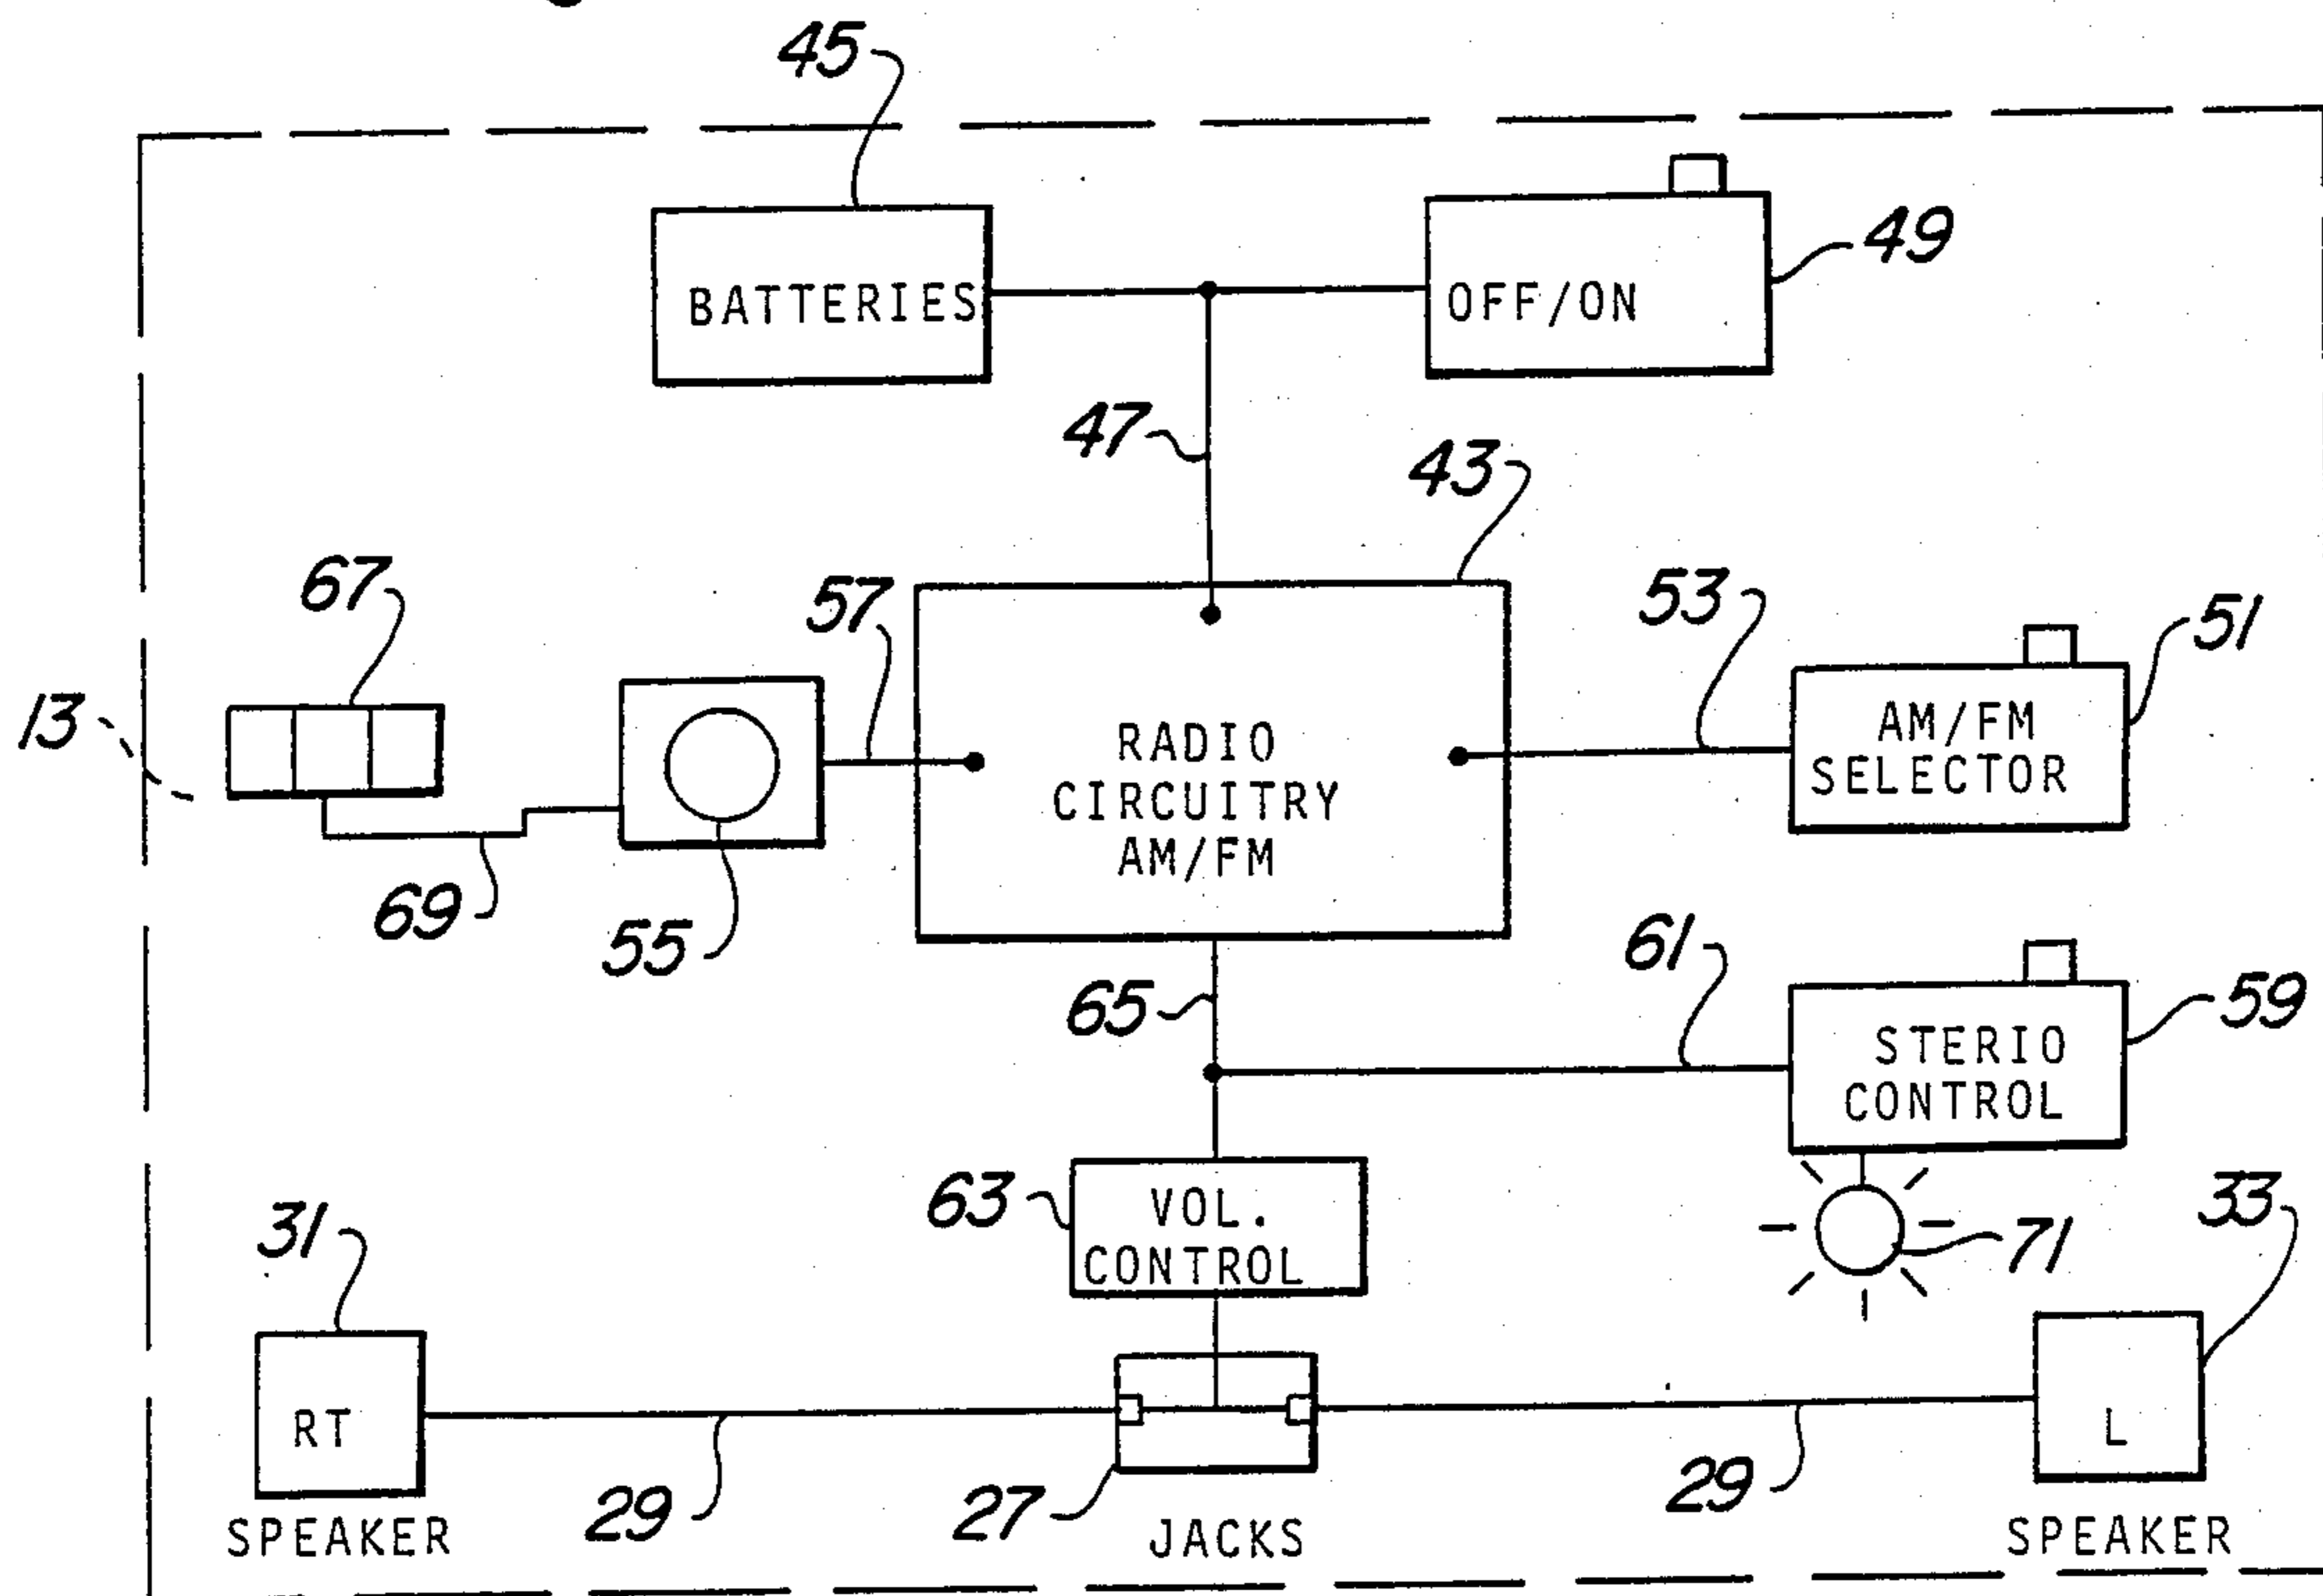 45
BATTERIES
OFF/ON
49
47
43
67
57
53
51
13
RADIO
CIRCUITRY
AM/FM
AM/FM
SELECTOR
69
55
65
61
59
STERIO
CONTROL
63
VOL.
CONTROL
71
33
31
RT
L
29
27
29
SPEAKER
JACKS
SPEAKER